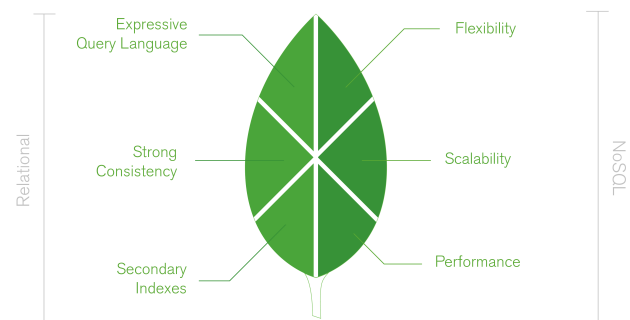 Expressive
Query Language
Flexibility
Relational
Strong
Consistency
Scalability
NoSQL
Secondary
Indexes
Performance